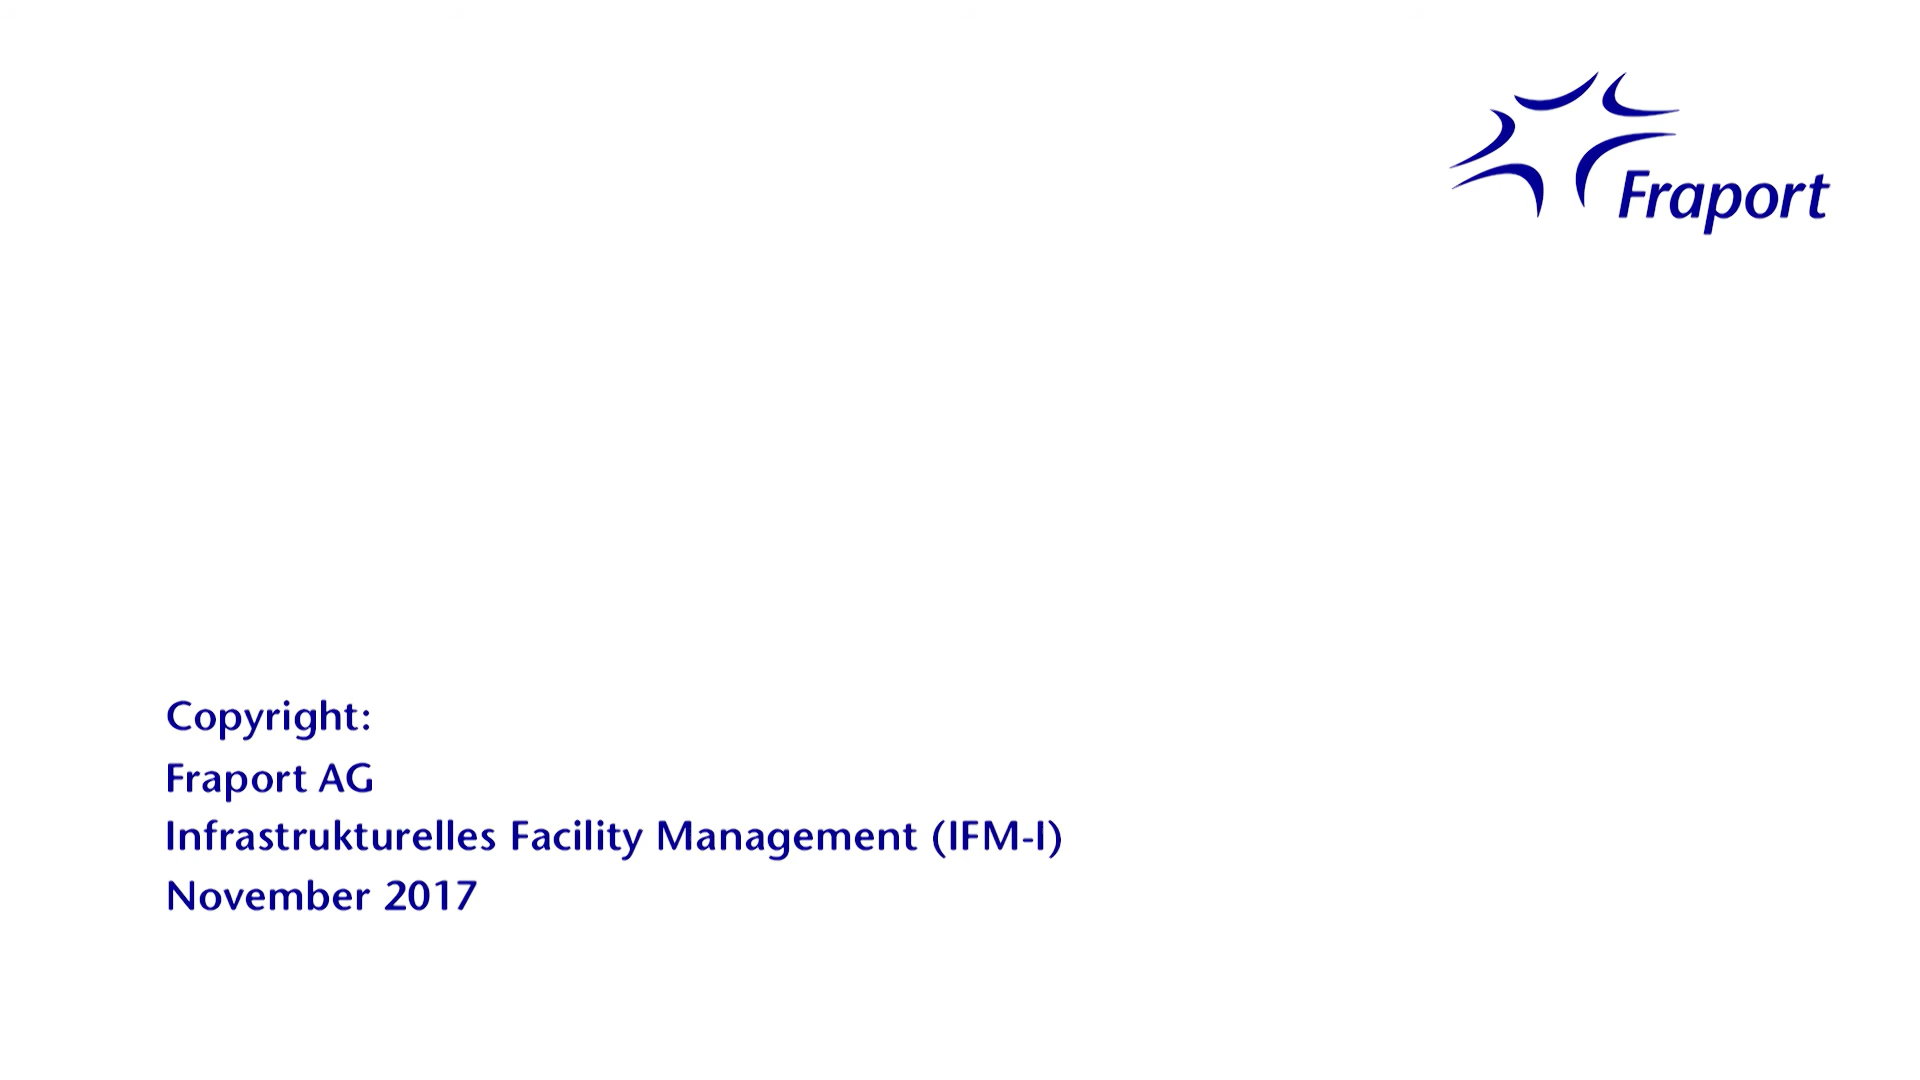 Fraport
Copyright:
Fraport AG
Infrastrukturelles Facility Management (IFM-I)
November 2017